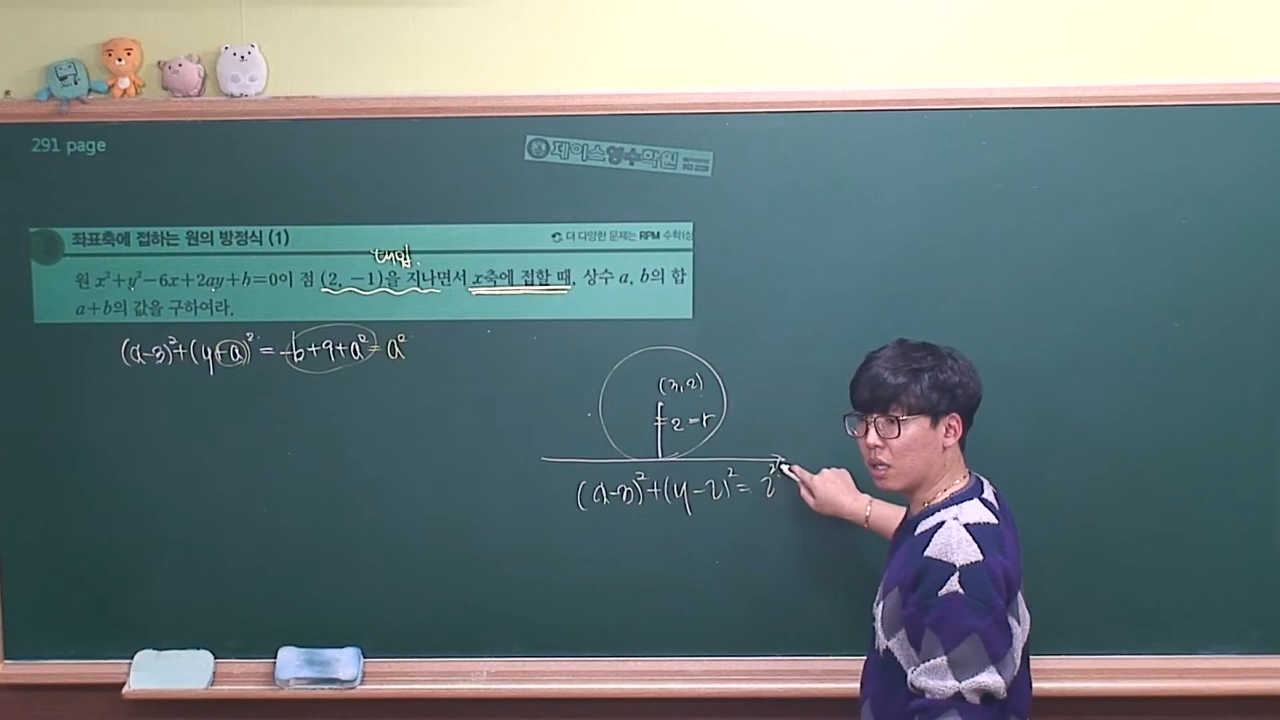 291 page
제이스영수학원
좌표축에 접하는 원의 방정식 (1)
더 다양한 문제는 RPM 수학(상
대입.
원 x²+y²−6x+2ay+b=0이 점 (2, −1)을 지나면서 x축에 접할 때, 상수 a, b의 합
a+b의 값을 구하여라.
(x-3)²+(y+a)²=-b+9+a²=a²
(3,2)
2=r
(x-3)²+(y-2)²=2²